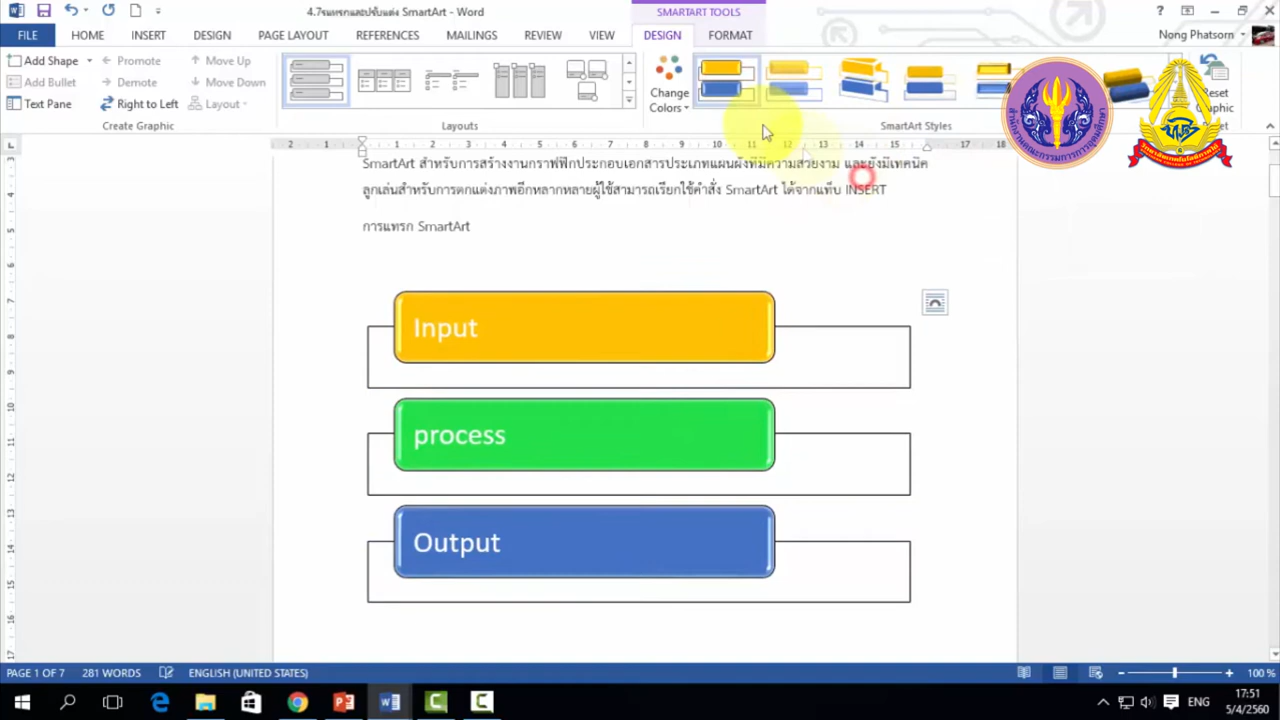 4.7รแทรกและปรับแต่ง SmartArt - Word
SMARTART TOOLS
FILE HOME INSERT DESIGN PAGE LAYOUT REFERENCES MAILINGS REVIEW VIEW DESIGN FORMAT
Nong Phatsorn
Add Shape Promote Move Up
Add Bullet Demote Move Down
Text Pane Right to Left Layout
Change
Colors
Reset
Graphic
Create Graphic Layouts SmartArt Styles Reset
SmartArt สำหรับการสร้างงานกราฟฟิกประกอบเอกสารประเภทแผนผังที่มีความสวยงาม และยังมีเทคนิค
ลูกเล่นสำหรับการตกแต่งภาพอีกหลากหลายผู้ใช้สามารถเรียกใช้คำสั่ง SmartArt ได้จากแท็บ INSERT
การแทรก SmartArt
Input
process
Output
PAGE 1 OF 7 281 WORDS ENGLISH (UNITED STATES) 100 %
ENG
17:51
5/4/2560